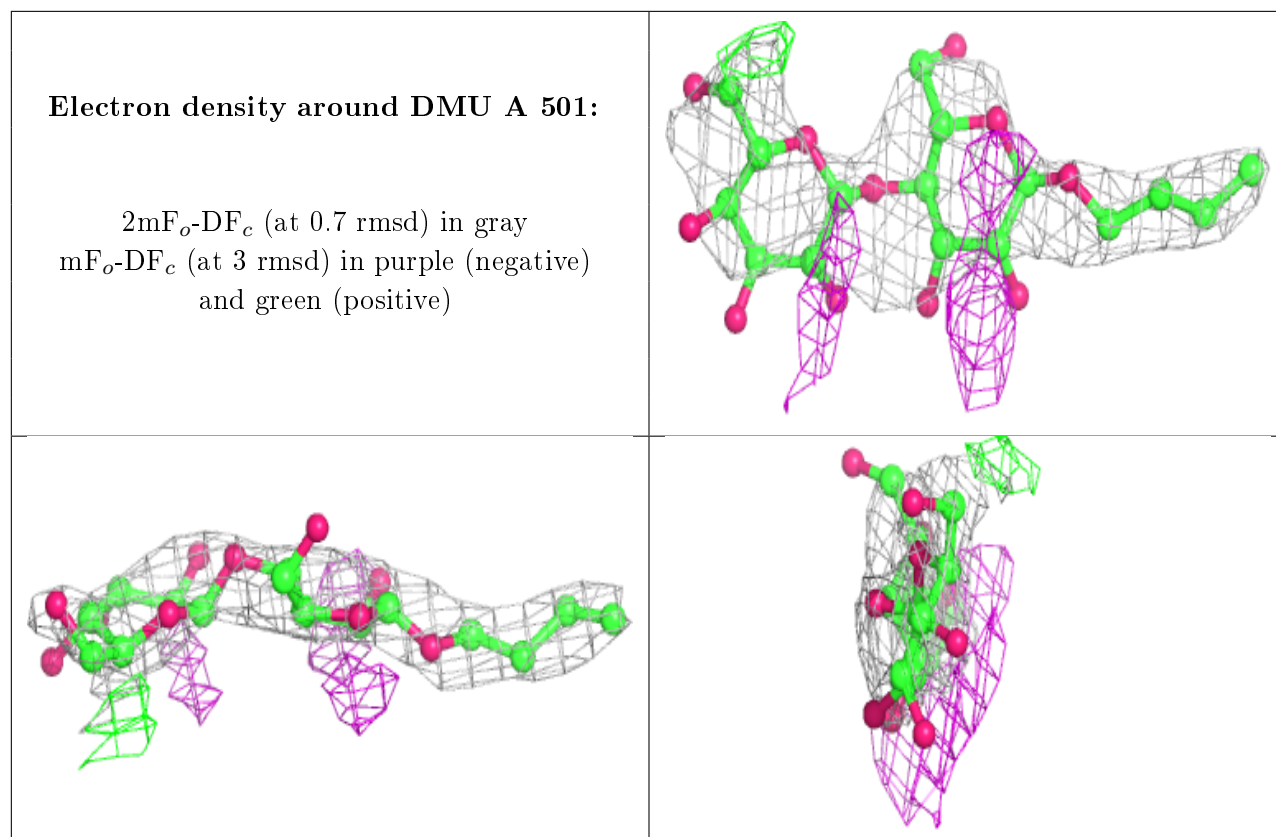 Electron density around DMU A 501:
2mFₒ-DF𝒸 (at 0.7 rmsd) in gray
mFₒ-DF𝒸 (at 3 rmsd) in purple (negative)
and green (positive)